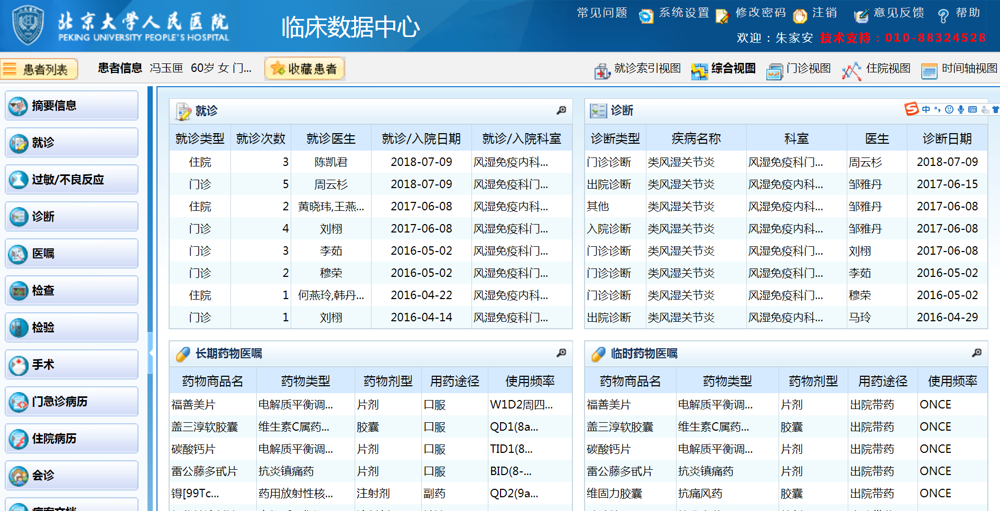 北京大学人民医院
PEKING UNIVERSITY PEOPLE'S HOSPITAL
临床数据中心
常见问题 系统设置 修改密码 注销 意见反馈 帮助
欢迎：朱家安 技术支持：010-88324528
患者列表 患者信息 冯玉匣 60岁 女 门... 收藏患者 就诊索引视图 综合视图 门诊视图 住院视图 时间轴视图
摘要信息
就诊
过敏/不良反应
诊断
医嘱
检查
检验
手术
门急诊病历
住院病历
会诊
就诊
就诊类型 就诊次数 就诊医生 就诊/入院日期 就诊/入院科室
住院 3 陈凯君 2018-07-09 风湿免疫内科...
门诊 5 周云杉 2018-07-09 风湿免疫科门...
住院 2 黄晓玮,王燕... 2017-06-08 风湿免疫内科...
门诊 4 刘栩 2017-06-08 风湿免疫科门...
门诊 3 李茹 2016-05-02 风湿免疫科门...
门诊 2 穆荣 2016-05-02 风湿免疫科门...
住院 1 何燕玲,韩丹... 2016-04-22 风湿免疫内科...
门诊 1 刘栩 2016-04-14 风湿免疫科门...
诊断
中
诊断类型 疾病名称 科室 医生 诊断日期
门诊诊断 类风湿关节炎 风湿免疫科门... 周云杉 2018-07-09
出院诊断 类风湿关节炎 风湿免疫内科... 邹雅丹 2017-06-15
其他 类风湿关节炎 风湿免疫内科... 邹雅丹 2017-06-08
入院诊断 类风湿关节炎 风湿免疫内科... 邹雅丹 2017-06-08
门诊诊断 类风湿关节炎 风湿免疫科门... 刘栩 2017-06-08
门诊诊断 类风湿关节炎 风湿免疫科门... 李茹 2016-05-02
门诊诊断 类风湿关节炎 风湿免疫科门... 穆荣 2016-05-02
出院诊断 类风湿关节炎 风湿免疫内科... 马玲 2016-04-29
长期药物医嘱
药物商品名 药物类型 药物剂型 用药途径 使用频率
福善美片 电解质平衡调... 片剂 口服 W1D2周四...
盖三淳软胶囊 维生素C属药... 胶囊 口服 QD1(8a...
碳酸钙片 电解质平衡调... 片剂 口服 TID1(8...
雷公藤多甙片 抗炎镇痛药 片剂 口服 BID(8-...
锝[99Tc... 药用放射性核... 注射剂 副药 QD2(9a...
临时药物医嘱
药物商品名 药物类型 药物剂型 用药途径 使用频率
福善美片 电解质平衡调... 片剂 出院带药 ONCE
盖三淳软胶囊 维生素C属药... 胶囊 出院带药 ONCE
碳酸钙片 电解质平衡调... 片剂 出院带药 ONCE
雷公藤多甙片 抗炎镇痛药 片剂 出院带药 ONCE
维固力胶囊 抗痛风药 胶囊 出院带药 ONCE